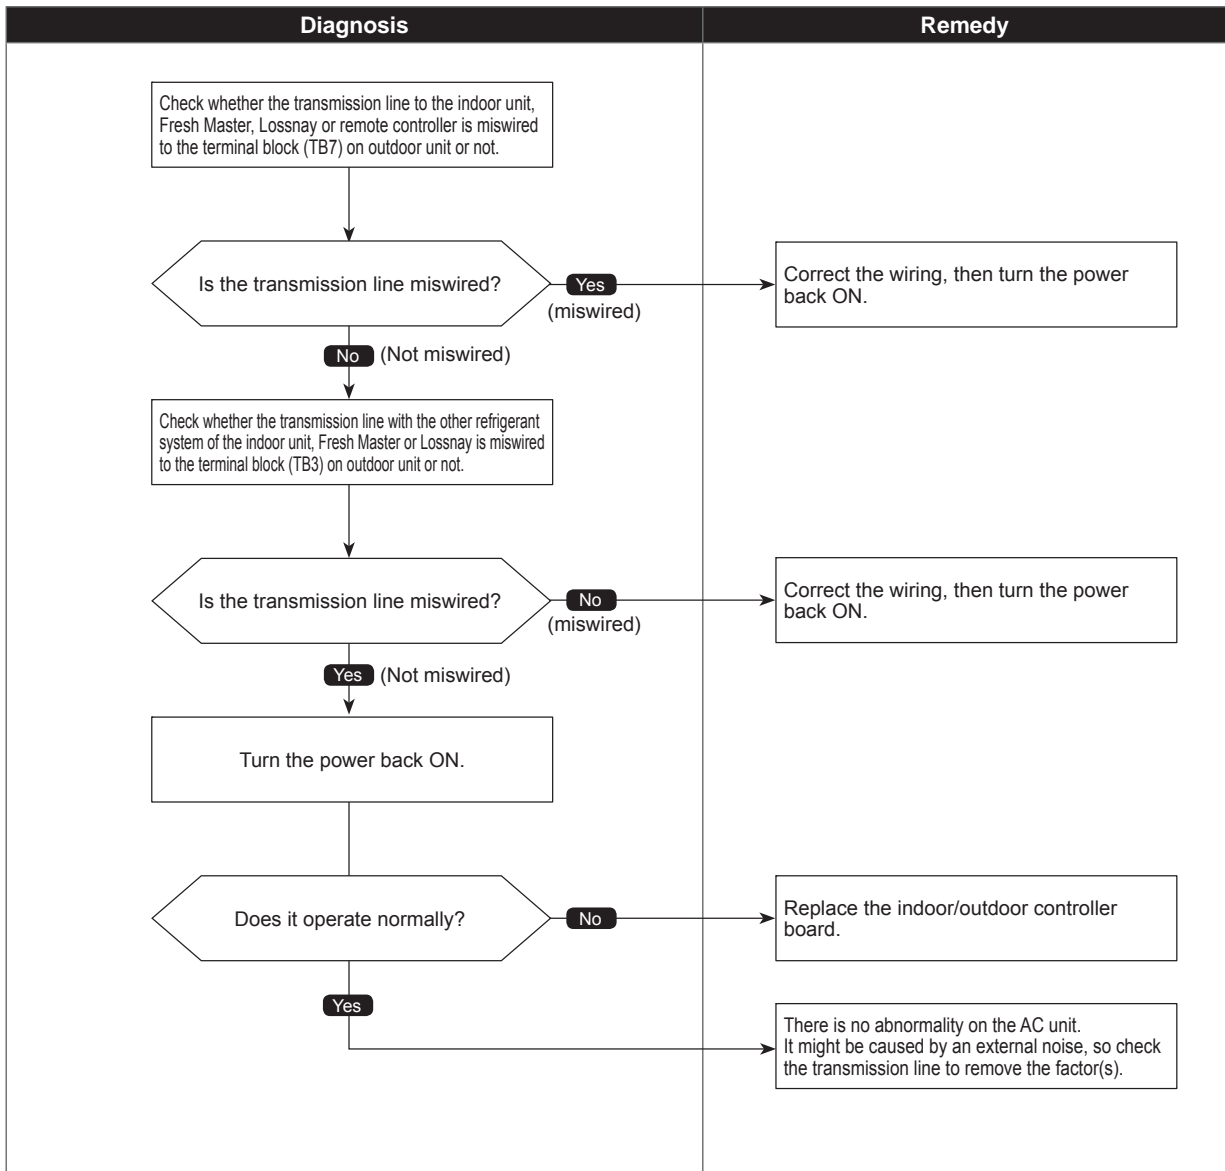 Diagnosis
Remedy
Check whether the transmission line to the indoor unit,
Fresh Master, Lossnay or remote controller is miswired
to the terminal block (TB7) on outdoor unit or not.
Is the transmission line miswired?
Yes
(miswired)
Correct the wiring, then turn the power
back ON.
No (Not miswired)
Check whether the transmission line with the other refrigerant
system of the indoor unit, Fresh Master or Lossnay is miswired
to the terminal block (TB3) on outdoor unit or not.
Is the transmission line miswired?
No
(miswired)
Correct the wiring, then turn the power
back ON.
Yes (Not miswired)
Turn the power back ON.
Does it operate normally?
No
Replace the indoor/outdoor controller
board.
Yes
There is no abnormality on the AC unit.
It might be caused by an external noise, so check
the transmission line to remove the factor(s).